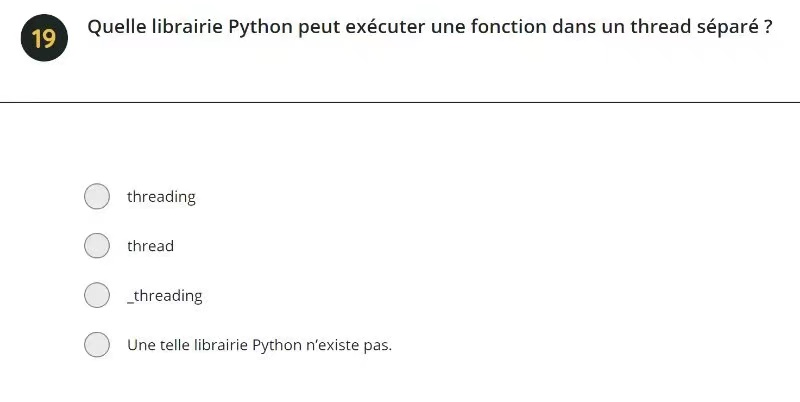 19
Quelle librairie Python peut exécuter une fonction dans un thread séparé ?
threading
thread
_threading
Une telle librairie Python n’existe pas.